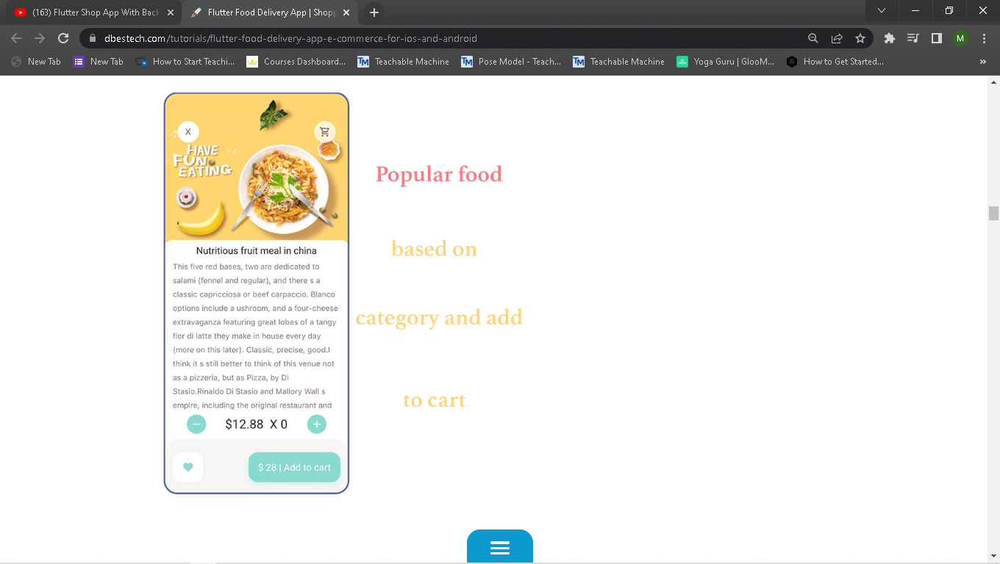 (163) Flutter Shop App With Back
Flutter Food Delivery App | Shopp
dbestech.com/tutorials/flutter-food-delivery-app-e-commerce-for-ios-and-android
M
New Tab
New Tab
How to Start Teachi...
Courses Dashboard...
TM Teachable Machine
TM Pose Model - Teach...
TM Teachable Machine
Yoga Guru | GlooM...
How to Get Started...
»
X
HAVE
FUN
EATING
Nutritious fruit meal in china
This five red bases, two are dedicated to
salami (fennel and regular), and there s a
classic capricciosa or beef carpaccio. Blanco
options include a ushroom, and a four-cheese
extravaganza featuring great lobes of a tangy
fior di latte they make in house every day
(more on this later). Classic, precise, good.I
think it s still better to think of this venue not
as a pizzeria, but as Pizza, by Di
Stasio.Rinaldo Di Stasio and Mallory Wall s
empire, including the original restaurant and
$12.88 X 0
$ 28 | Add to cart
Popular food
based on
category and add
to cart